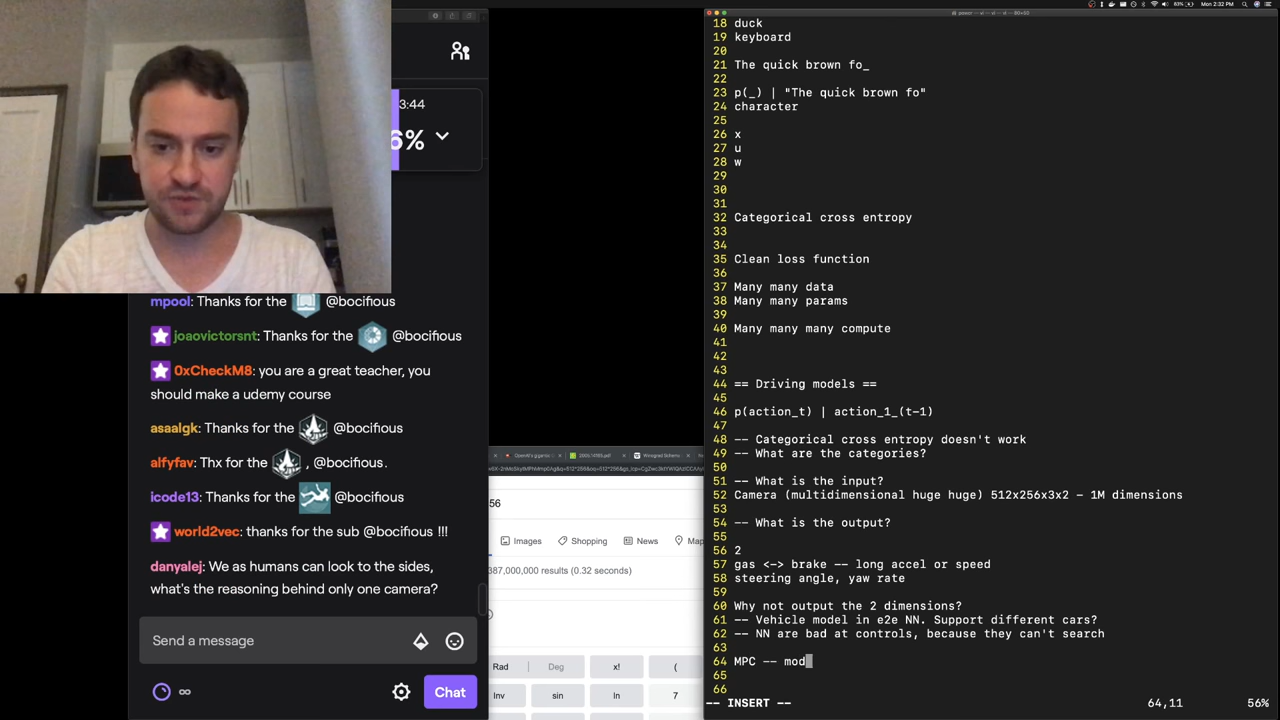 Mon 2:32 PM
3:44
6%
mpool: Thanks for the @bocifious
joaovictorsnt: Thanks for the @bocifious
0xCheckM8: you are a great teacher, you
should make a udemy course
asaalgk: Thanks for the @bocifious
alfyfav: Thx for the , @bocifious.
icode13: Thanks for the @bocifious
world2vec: thanks for the sub @bocifious !!!
danyalej: We as humans can look to the sides,
what's the reasoning behind only one camera?
Send a message
Chat
56
Images Shopping News Map
387,000,000 results (0.32 seconds)
Rad Deg x! (
Inv sin ln 7
18 duck
19 keyboard
20
21 The quick brown fo_
22
23 p(_) | "The quick brown fo"
24 character
25
26 x
27 u
28 w
29
30
31
32 Categorical cross entropy
33
34
35 Clean loss function
36
37 Many many data
38 Many many params
39
40 Many many many compute
41
42
43
44 == Driving models ==
45
46 p(action_t) | action_1_(t-1)
47
48 -- Categorical cross entropy doesn't work
49 -- What are the categories?
50
51 -- What is the input?
52 Camera (multidimensional huge huge) 512x256x3x2 - 1M dimensions
53
54 -- What is the output?
55
56 2
57 gas <-> brake -- long accel or speed
58 steering angle, yaw rate
59
60 Why not output the 2 dimensions?
61 -- Vehicle model in e2e NN. Support different cars?
62 -- NN are bad at controls, because they can't search
63
64 MPC -- mod
65
66
-- INSERT -- 64,11 56%